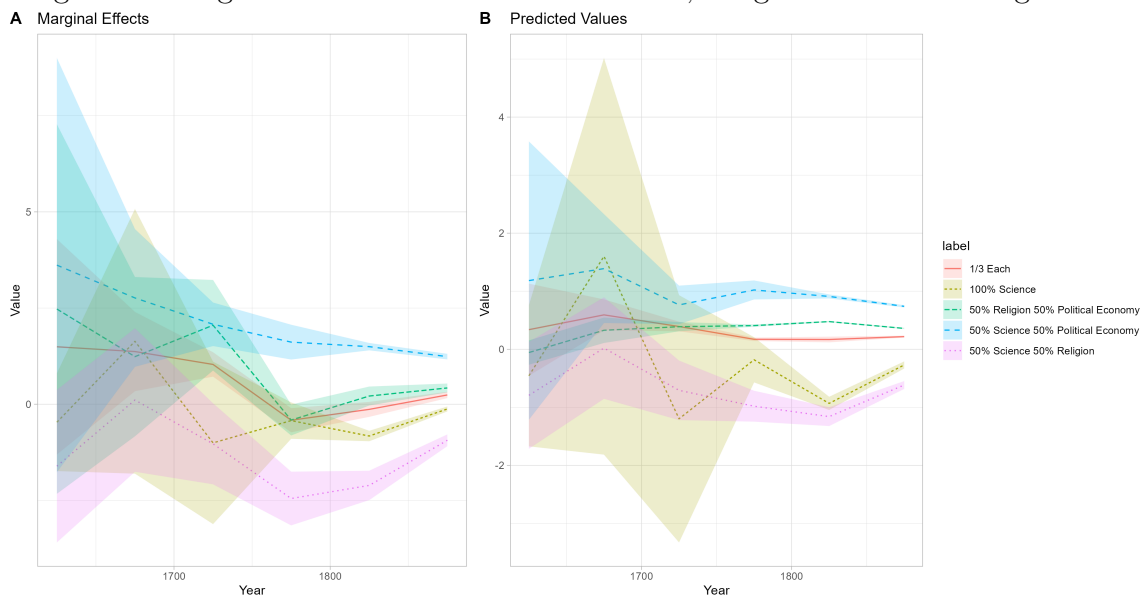 A Marginal Effects
B Predicted Values
Value
5
0
1700
1800
Year
Value
4
2
0
-2
1700
1800
Year
label
1/3 Each
100% Science
50% Religion 50% Political Economy
50% Science 50% Political Economy
50% Science 50% Religion